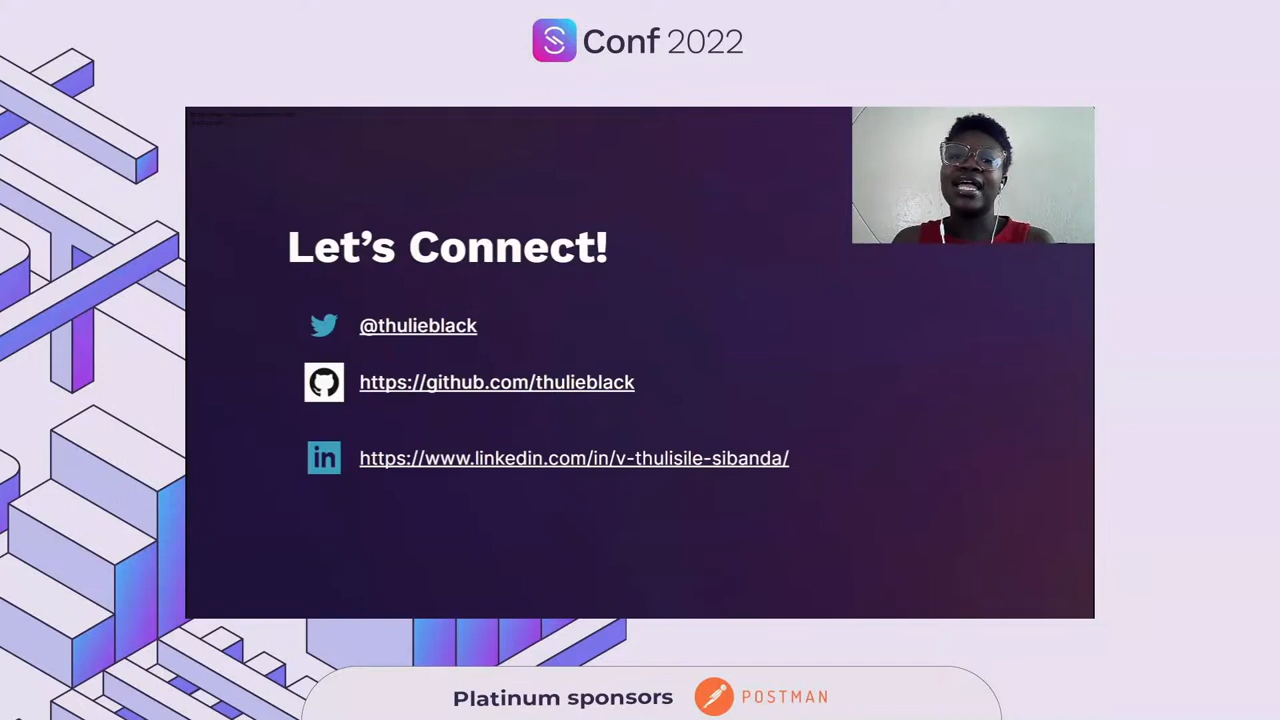 Conf 2022
Let's Connect!
@thulieblack
https://github.com/thulieblack
in https://www.linkedin.com/in/v-thulisile-sibanda/
Platinum sponsors POSTMAN